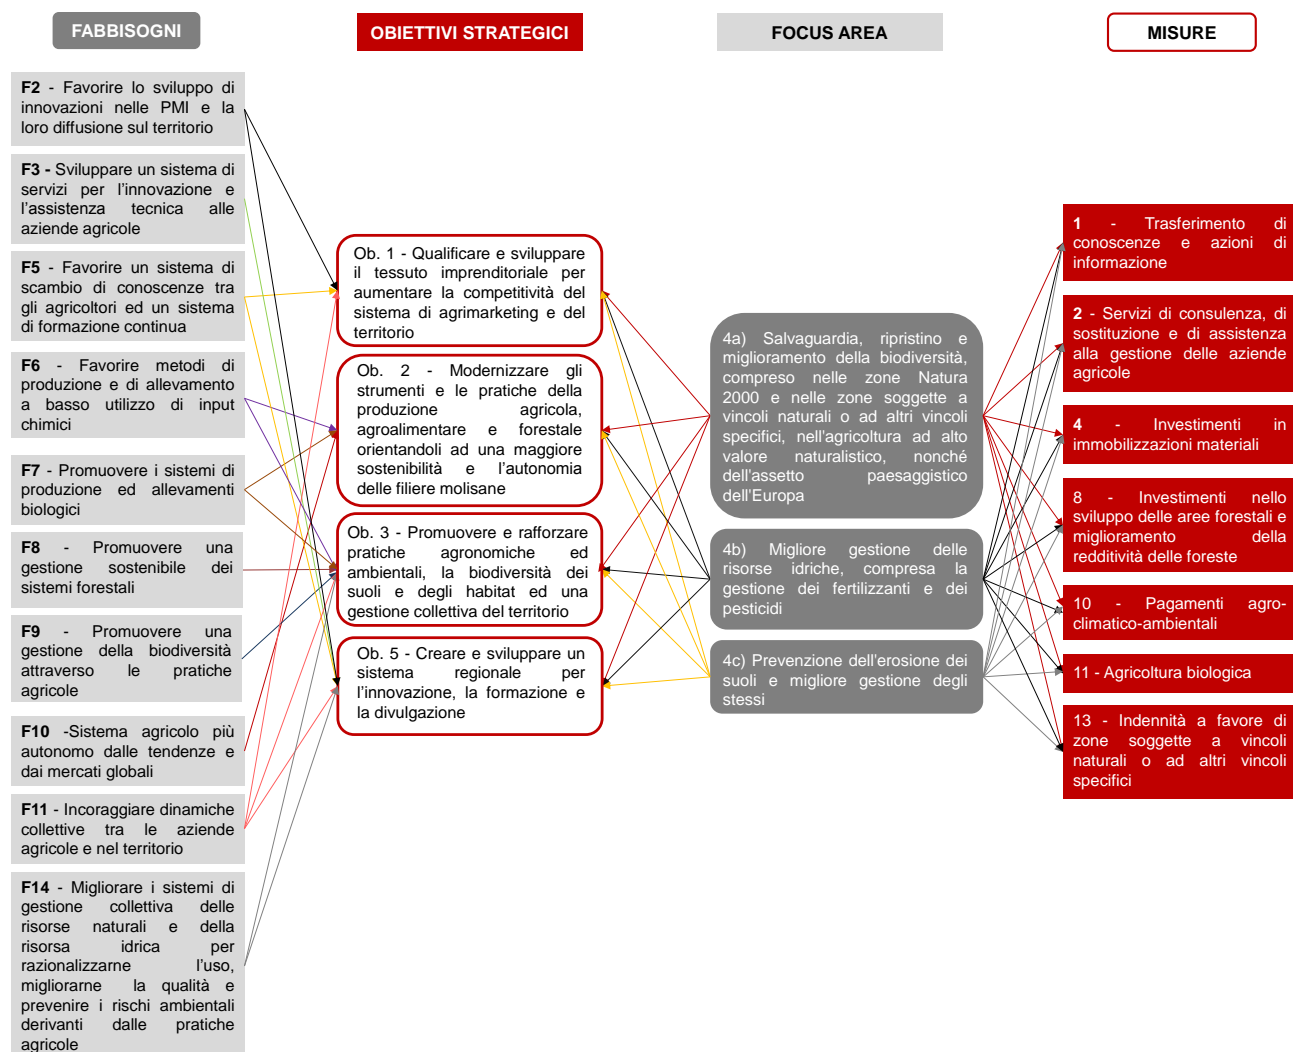 FABBISOGNI
OBIETTIVI STRATEGICI
FOCUS AREA
MISURE
F2 - Favorire lo sviluppo di
innovazioni nelle PMI e la
loro diffusione sul territorio
F3 - Sviluppare un sistema di
servizi per l'innovazione e
l'assistenza tecnica alle
aziende agricole
F5 - Favorire un sistema di
scambio di conoscenze tra
gli agricoltori ed un sistema
di formazione continua
F6 - Favorire metodi di
produzione e di allevamento
a basso utilizzo di input
chimici
F7 - Promuovere i sistemi di
produzione ed allevamenti
biologici
F8 - Promuovere una
gestione sostenibile dei
sistemi forestali
F9 - Promuovere una
gestione della biodiversità
attraverso le pratiche
agricole
F10 -Sistema agricolo più
autonomo dalle tendenze e
dai mercati globali
F11 - Incoraggiare dinamiche
collettive tra le aziende
agricole e nel territorio
F14 - Migliorare i sistemi di
gestione collettiva delle
risorse naturali e della
risorsa idrica per
razionalizzarne l'uso,
migliorarne la qualità e
prevenire i rischi ambientali
derivanti dalle pratiche
agricole
Ob. 1 - Qualificare e sviluppare
il tessuto imprenditoriale per
aumentare la competitività del
sistema di agrimarketing e del
territorio
Ob. 2 - Modernizzare gli
strumenti e le pratiche della
produzione agricola,
agroalimentare e forestale
orientandoli ad una maggiore
sostenibilità e l'autonomia
delle filiere molisane
Ob. 3 - Promuovere e rafforzare
pratiche agronomiche ed
ambientali, la biodiversità dei
suoli e degli habitat ed una
gestione collettiva del territorio
Ob. 5 - Creare e sviluppare un
sistema regionale per
l'innovazione, la formazione e
la divulgazione
4a) Salvaguardia, ripristino e
miglioramento della biodiversità,
compreso nelle zone Natura
2000 e nelle zone soggette a
vincoli naturali o ad altri vincoli
specifici, nell'agricoltura ad alto
valore naturalistico, nonché
dell'assetto paesaggistico
dell'Europa
4b) Migliore gestione delle
risorse idriche, compresa la
gestione dei fertilizzanti e dei
pesticidi
4c) Prevenzione dell'erosione dei
suoli e migliore gestione degli
stessi
1 - Trasferimento di
conoscenze e azioni di
informazione
2 - Servizi di consulenza, di
sostituzione e di assistenza
alla gestione delle aziende
agricole
4 - Investimenti in
immobilizzazioni materiali
8 - Investimenti nello
sviluppo delle aree forestali e
miglioramento della
redditività delle foreste
10 - Pagamenti agro-
climatico-ambientali
11 - Agricoltura biologica
13 - Indennità a favore di
zone soggette a vincoli
naturali o ad altri vincoli
specifici